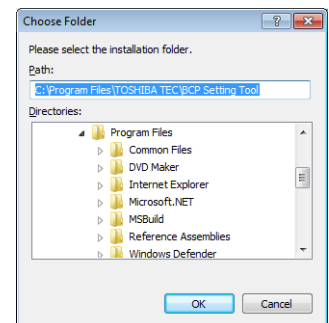 Choose Folder
Please select the installation folder.
Path:
C:\Program Files\TOSHIBA TEC\BCP Setting Tool
Directories:
Program Files
Common Files
DVD Maker
Internet Explorer
Microsoft.NET
MSBuild
Reference Assemblies
Windows Defender
OK Cancel